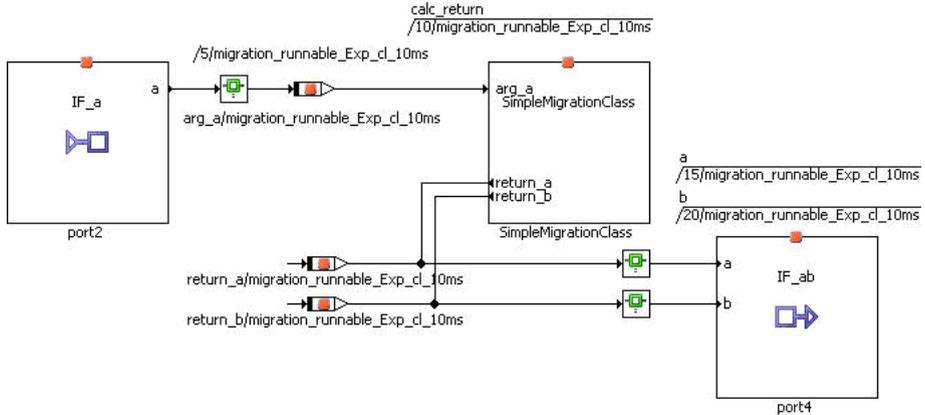 calc_return
/10/migration_runnable_Exp_cl_10ms
/5/migration_runnable_Exp_cl_10ms
IF_a
a
arg_a/migration_runnable_Exp_cl_10ms
port2
arg_a
SimpleMigrationClass
return_a
return_b
SimpleMigrationClass
a
/15/migration_runnable_Exp_cl_10ms
b
/20/migration_runnable_Exp_cl_10ms
return_a/migration_runnable_Exp_cl_10ms
return_b/migration_runnable_Exp_cl_10ms
a
IF_ab
b
port4